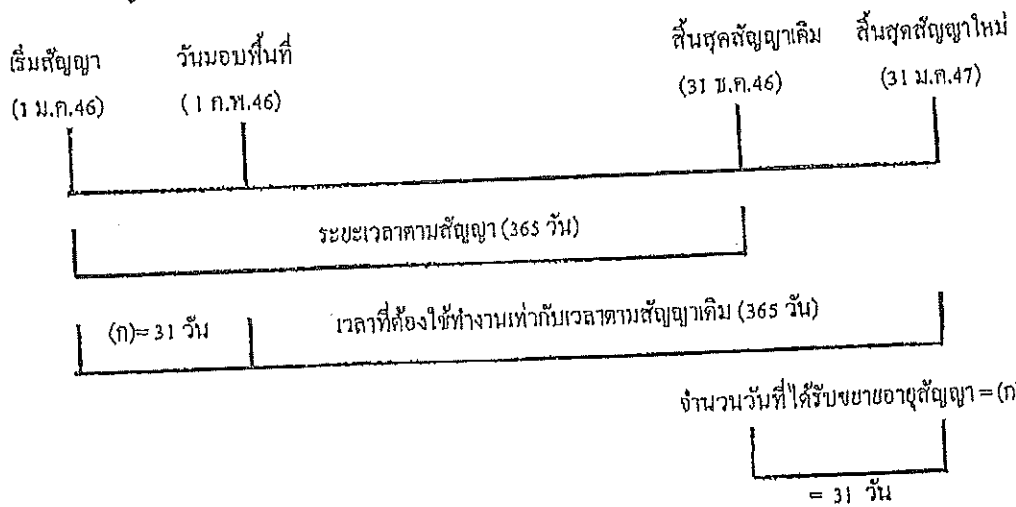 เริ่มสัญญา วันมอบพื้นที่ สิ้นสุดสัญญาเดิม สิ้นสุดสัญญาใหม่
(1 ม.ค.46) (1 ก.พ.46) (31 ธ.ค.46) (31 ม.ค.47)
ระยะเวลาตามสัญญา (365 วัน)
(ก)= 31 วัน เวลาที่ต้องใช้ทำงานเท่ากับเวลาตามสัญญาเดิม (365 วัน)
จำนวนวันที่ได้รับขยายอายุสัญญา = (ก)
= 31 วัน